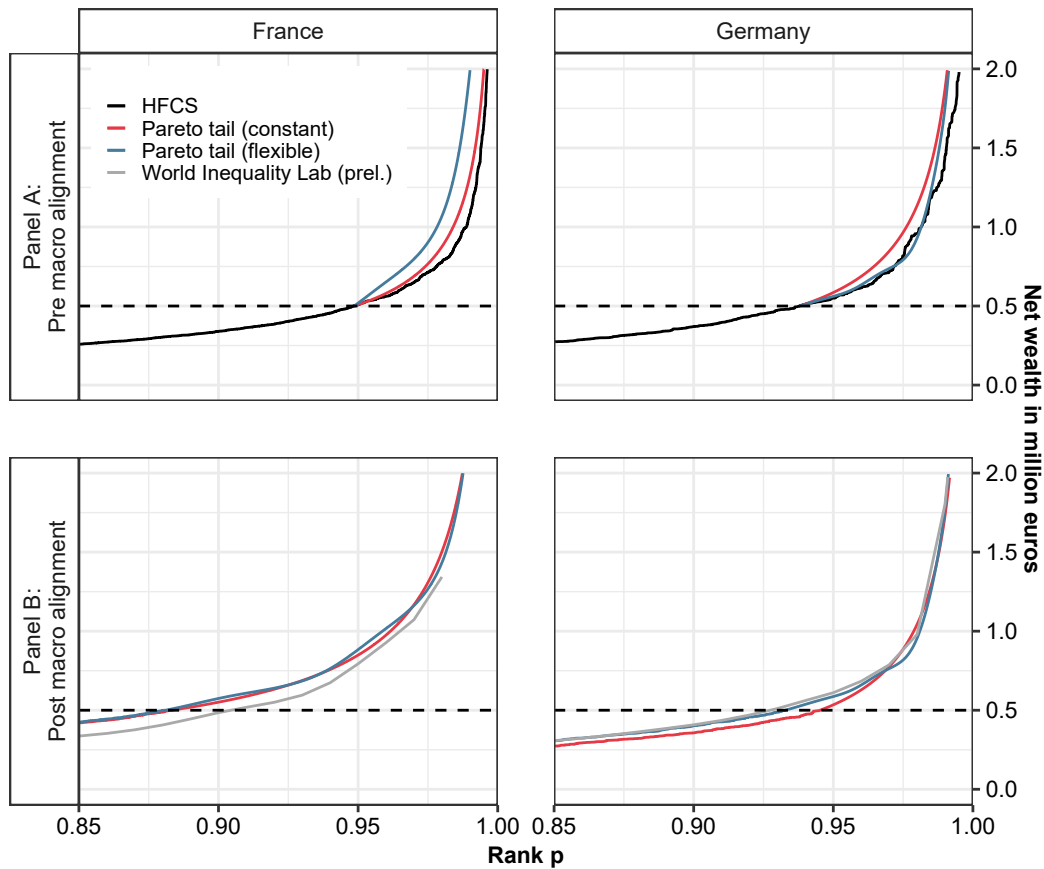 France
Germany
Panel A:
Pre macro alignment
HFCS
Pareto tail (constant)
Pareto tail (flexible)
World Inequality Lab (prel.)
2.0
1.5
1.0
0.5
0.0
Net wealth in million euros
Panel B:
Post macro alignment
2.0
1.5
1.0
0.5
0.0
0.85
0.90
0.95
1.00
0.85
0.90
0.95
1.00
Rank p